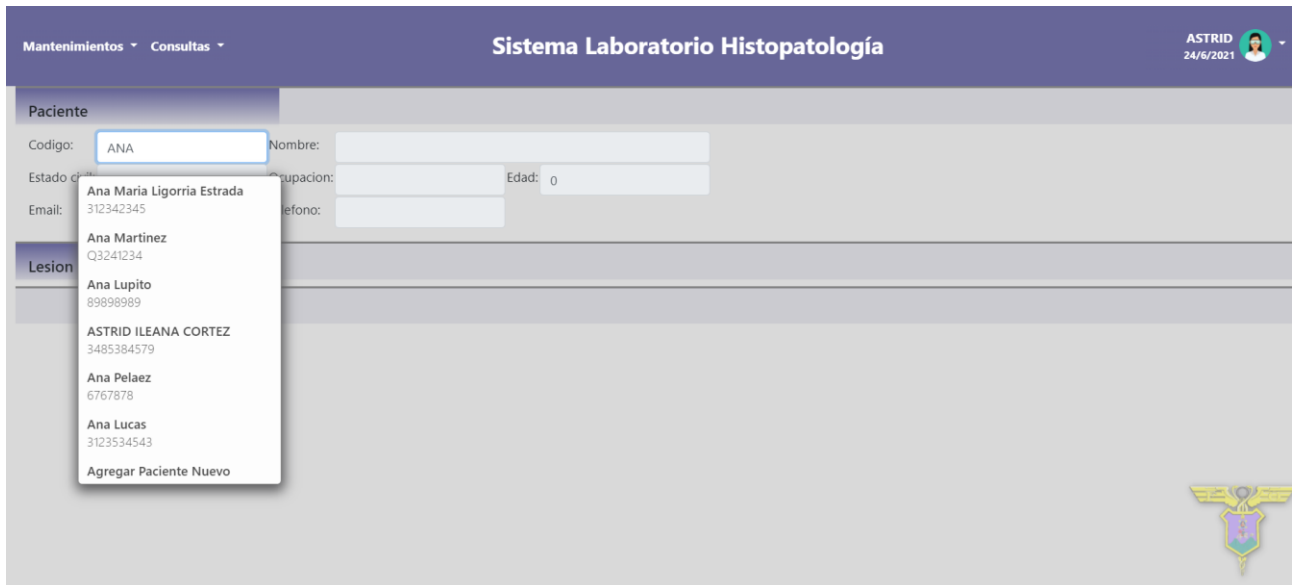 Mantenimientos Consultas Sistema Laboratorio Histopatología ASTRID
24/6/2021
Paciente
Codigo: ANA Nombre:
Estado Ocupacion: Edad: 0
Email:
Ana Maria Ligorria Estrada
312342345
Ana Martinez
Q3241234
Ana Lupito
89898989
ASTRID ILEANA CORTEZ
3485384579
Ana Pelaez
6767878
Ana Lucas
3123534543
Agregar Paciente Nuevo
Lesion